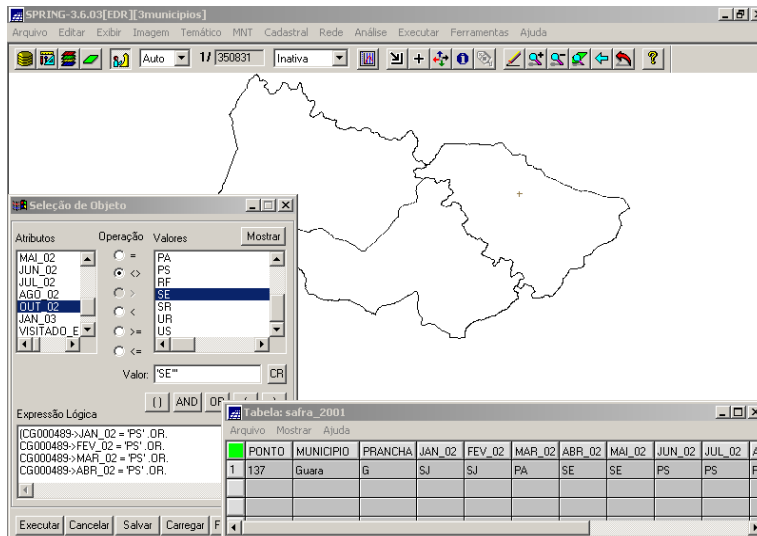 SPRING-3.6.03[EDR][3municipios]
Arquivo Editar Exibir Imagem Temático MNT Cadastral Rede Análise Executar Ferramentas Ajuda
Auto 1/ 350831 Inativa
Seleção de Objeto
Atributos Operação Valores Mostrar
MAI_02
JUN_02
JUL_02
AGO_02
OUT_02
JAN_03
VISITADO_E
=
<>
>
<
>=
<=
PA
PS
RF
SE
SR
UR
US
Valor: 'SE'" CR
() AND OR
Expressão Lógica
(CG000489->JAN_02 = 'PS' .OR.
CG000489->FEV_02 = 'PS' .OR.
CG000489->MAR_02 = 'PS' .OR.
CG000489->ABR_02 = 'PS' .OR.
Executar Cancelar Salvar Carregar F
Tabela: safra_2001
Arquivo Mostrar Ajuda
PONTO MUNICIPIO PRANCHA JAN_02 FEV_02 MAR_02 ABR_02 MAI_02 JUN_02 JUL_02 A
1 137 Guara G SJ SJ PA SE SE PS PS